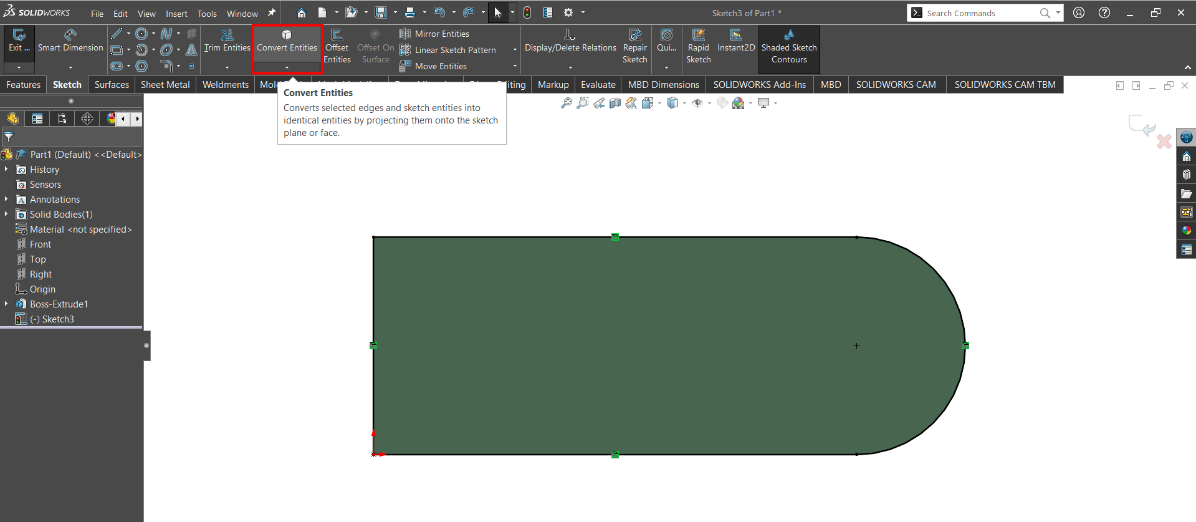 SOLIDWORKS File Edit View Insert Tools Window Sketch3 of Part1 * Search Commands
Exit ... Smart Dimension Trim Entities Convert Entities Offset Entities Offset On Surface Mirror Entities Linear Sketch Pattern Move Entities Display/Delete Relations Repair Sketch Qui... Rapid Sketch Instant2D Shaded Sketch Contours
Features Sketch Surfaces Sheet Metal Weldments Markup Evaluate MBD Dimensions SOLIDWORKS Add-Ins MBD SOLIDWORKS CAM SOLIDWORKS CAM TBM
Convert Entities
Converts selected edges and sketch entities into
identical entities by projecting them onto the sketch
plane or face.
Part1 (Default) <<Default>
History
Sensors
Annotations
Solid Bodies(1)
Material <not specified>
Front
Top
Right
Origin
Boss-Extrude1
(-) Sketch3